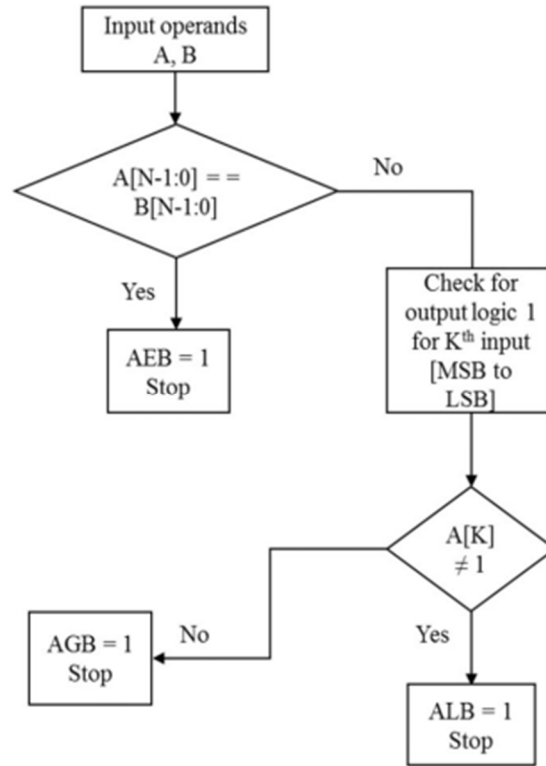 Input operands
A, B
A[N-1:0] = =
B[N-1:0]
No
Yes
Check for
output logic 1
for Kth input
[MSB to
LSB]
AEB = 1
Stop
A[K]
≠ 1
No
Yes
AGB = 1
Stop
ALB = 1
Stop